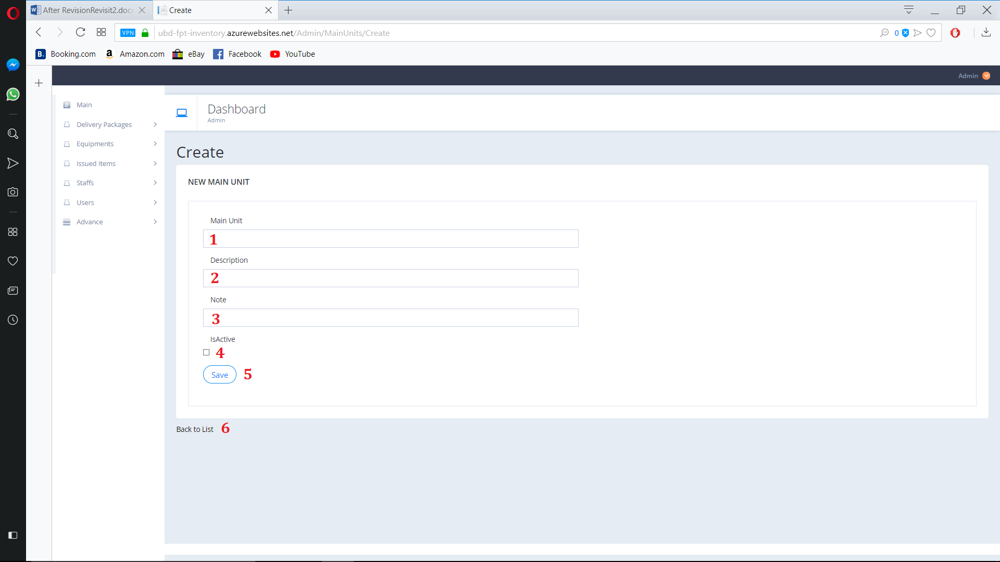 After RevisionRevisit2.docx
Create
VPN
ubd-fpt-inventory.azurewebsites.net/Admin/MainUnits/Create
0
B. Booking.com
a Amazon.com
eBay
Facebook
YouTube
Admin
Main
Delivery Packages
Equipments
Issued Items
Staffs
Users
Advance
Dashboard
Admin
Create
NEW MAIN UNIT
Main Unit
1
Description
2
Note
3
IsActive
4
Save 5
Back to List 6